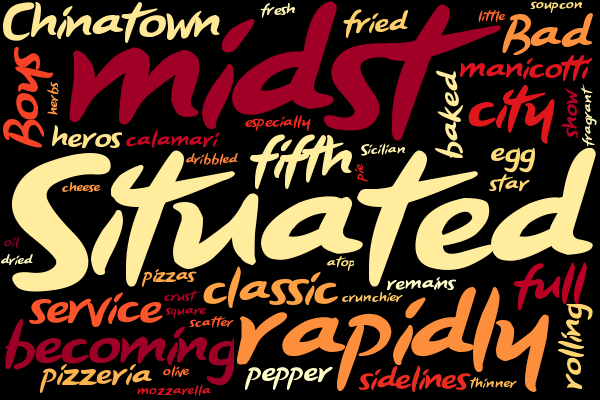 Chinatown
fresh
fried
little
soupcon
Bad
midst
Boys
herbs
manicotti
baked
city
show
fragrant
especially
heros
calamari
dribbled
fifth
Sicilian
pie
egg
star
cheese
Situated
oil
dried
atop
pizzas
classic
crunchier
remains
full
service
crust
square
scatter
rapidly
rolling
becoming
pizzeria
olive
mozzarella
pepper
sidelines
thinner